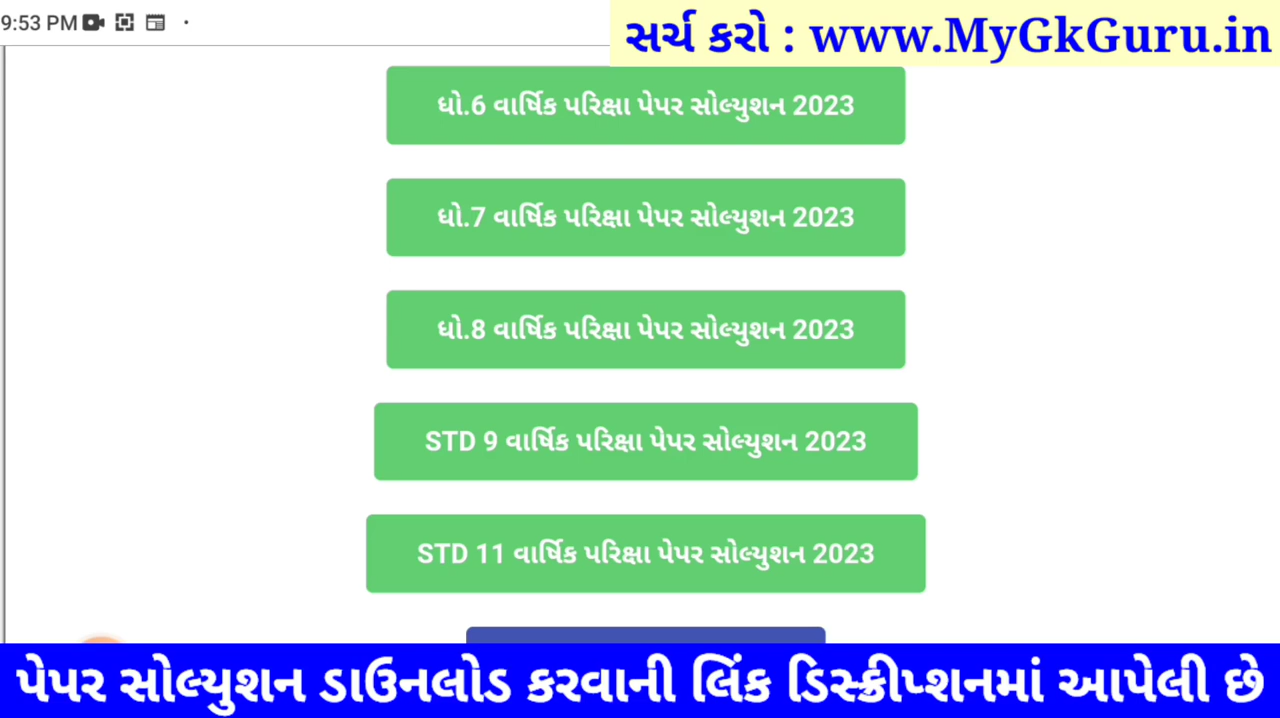 9:53 PM
સર્ચ કરો : www.MyGkGuru.in
ધો.6 વાર્ષિક પરિક્ષા પેપર સોલ્યુશન 2023
ધો.7 વાર્ષિક પરિક્ષા પેપર સોલ્યુશન 2023
ધો.8 વાર્ષિક પરિક્ષા પેપર સોલ્યુશન 2023
STD 9 વાર્ષિક પરિક્ષા પેપર સોલ્યુશન 2023
STD 11 વાર્ષિક પરિક્ષા પેપર સોલ્યુશન 2023
પેપર સોલ્યુશન ડાઉનલોડ કરવાની લિંક ડિસ્ક્રીપ્શનમાં આપેલી છે